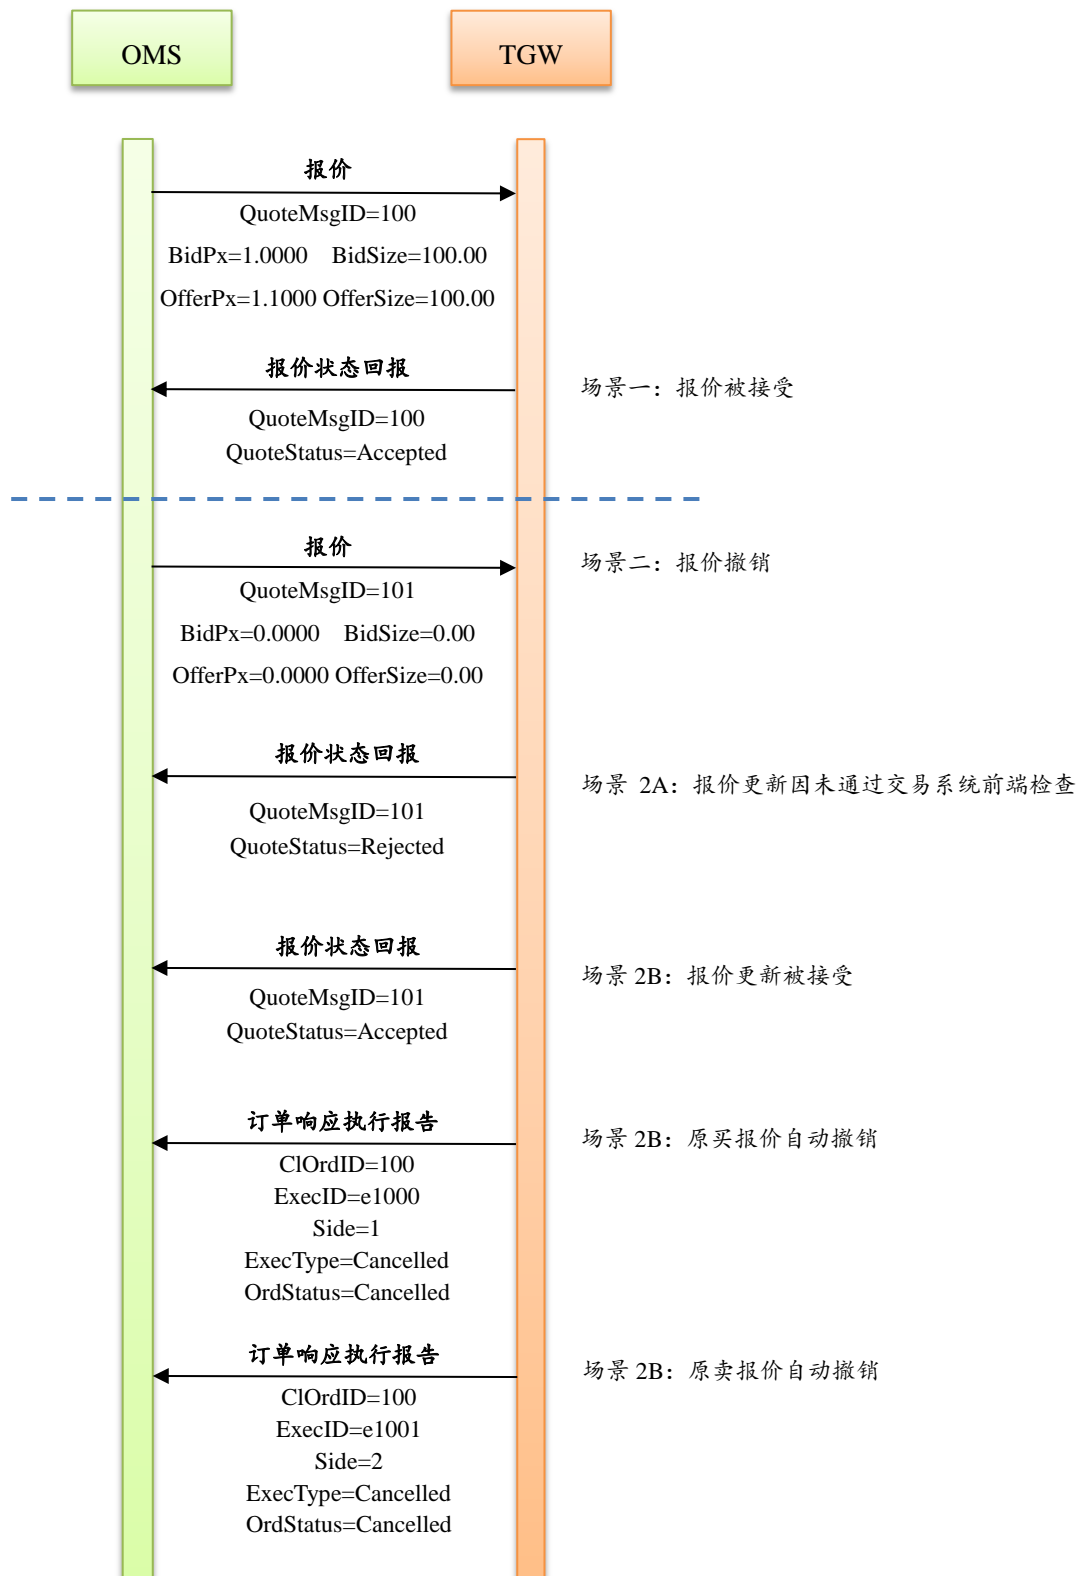 OMS
TGW
报价
QuoteMsgID=100
BidPx=1.0000 BidSize=100.00
OfferPx=1.1000 OfferSize=100.00
报价状态回报
场景一：报价被接受
QuoteMsgID=100
QuoteStatus=Accepted
报价
场景二：报价撤销
QuoteMsgID=101
BidPx=0.0000 BidSize=0.00
OfferPx=0.0000 OfferSize=0.00
报价状态回报
场景 2A：报价更新因未通过交易系统前端检查
QuoteMsgID=101
QuoteStatus=Rejected
报价状态回报
场景 2B：报价更新被接受
QuoteMsgID=101
QuoteStatus=Accepted
订单响应执行报告
场景 2B：原买报价自动撤销
ClOrdID=100
ExecID=e1000
Side=1
ExecType=Cancelled
OrdStatus=Cancelled
订单响应执行报告
场景 2B：原卖报价自动撤销
ClOrdID=100
ExecID=e1001
Side=2
ExecType=Cancelled
OrdStatus=Cancelled